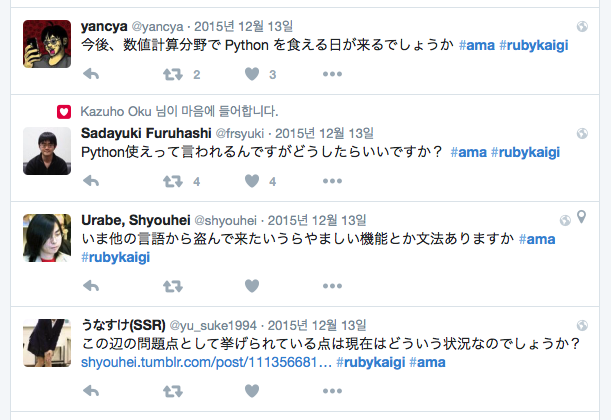 yancya @yancya · 2015년 12월 13일
今後、数値計算分野で Python を食える日が来るでしょうか #ama #rubykaigi
2 3
Kazuho Oku 님이 마음에 들어합니다.
Sadayuki Furuhashi @frsyuki · 2015년 12월 13일
Python使えって言われるんですがどうしたらいいですか？ #ama #rubykaigi
4 4
Urabe, Shyouhei @shyouhei · 2015년 12월 13일
いま他の言語から盗んで来たいうらやましい機能とか文法ありますか #ama
#rubykaigi
うなすけ(SSR) @yu_suke1994 · 2015년 12월 13일
この辺の問題点として挙げられている点は現在はどういう状況なのでしょうか？
shyouhei.tumblr.com/post/111356681… #rubykaigi #ama